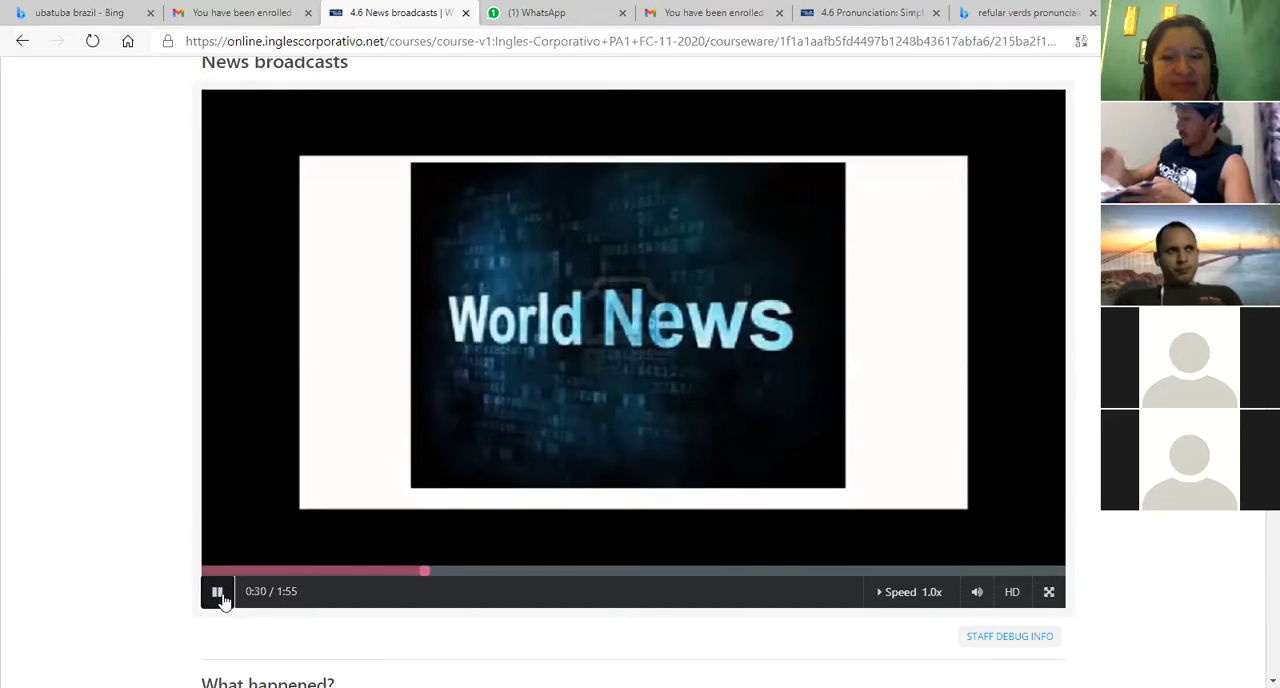 ubatuba brazil - Bing
You have been enrolled
4.6 News broadcasts | W
(1) WhatsApp
You have been enrolled
4.6 Pronunciation: Simpl
refular verds pronunciat
https://online.inglescorporativo.net/courses/course-v1:Ingles-Corporativo+PA1+FC-11-2020/courseware/1f1a1aafb5fd4497b1248b43617abfa6/215ba2f1...
News broadcasts
World News
0:30 / 1:55
Speed 1.0x
HD
STAFF DEBUG INFO
What happened?